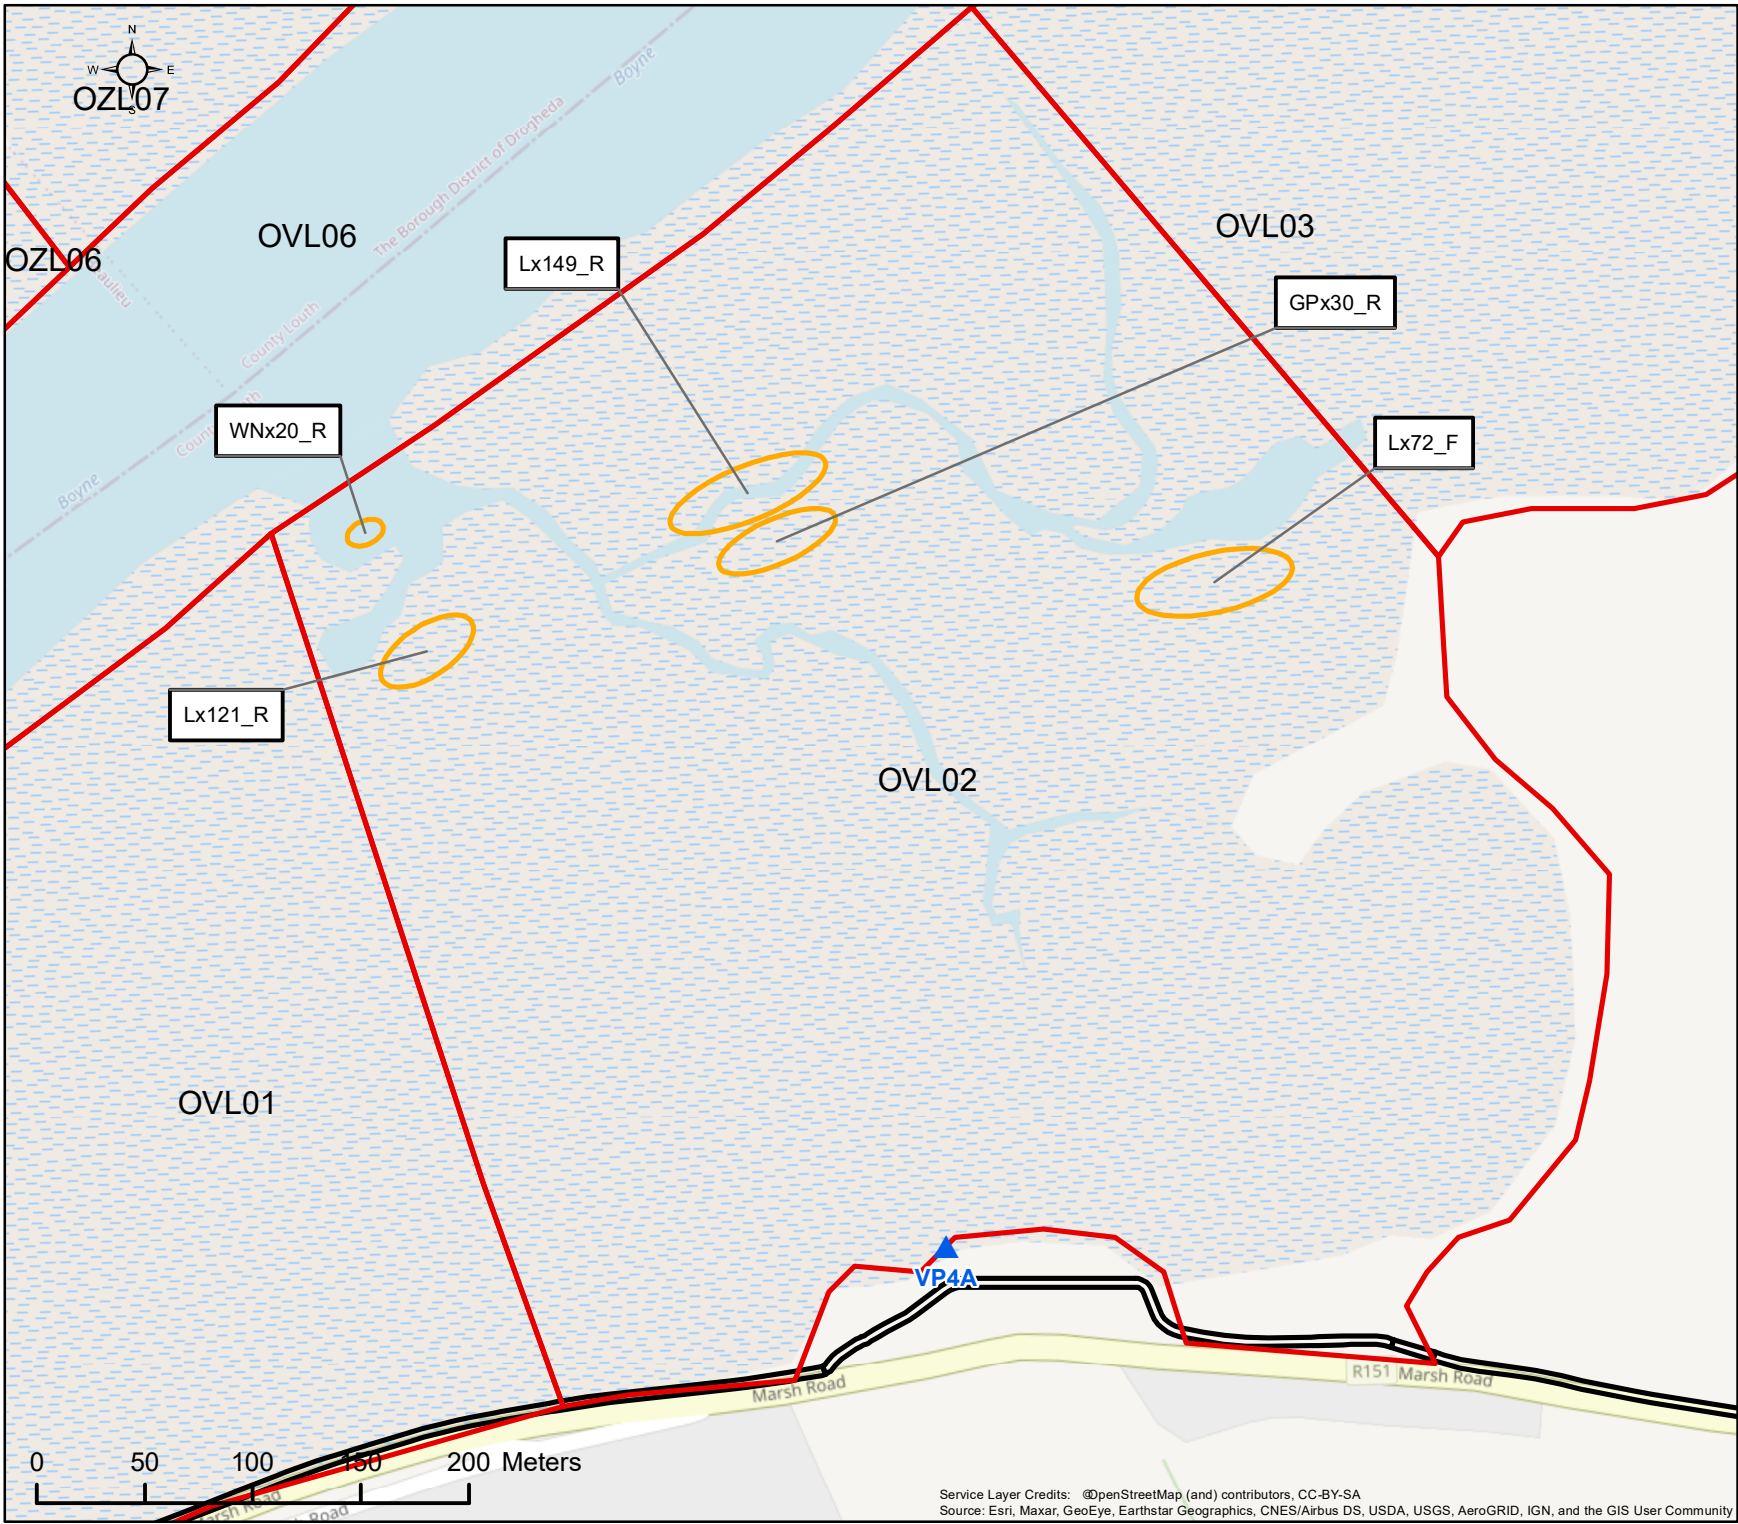 N
W E
S
OZL07
Boyne
The Borough District of Drogheda
OVL06
OVL03
OZL06
Lx149_R
GPx30_R
County Louth
WNx20_R
Lx72_F
Boyne
Lx121_R
OVL02
OVL01
VP4A
Marsh Road
R151 Marsh Road
0 50 100 150 200 Meters
Road
Service Layer Credits: ©OpenStreetMap (and) contributors, CC-BY-SA
Source: Esri, Maxar, GeoEye, Earthstar Geographics, CNES/Airbus DS, USDA, USGS, AeroGRID, IGN, and the GIS User Community